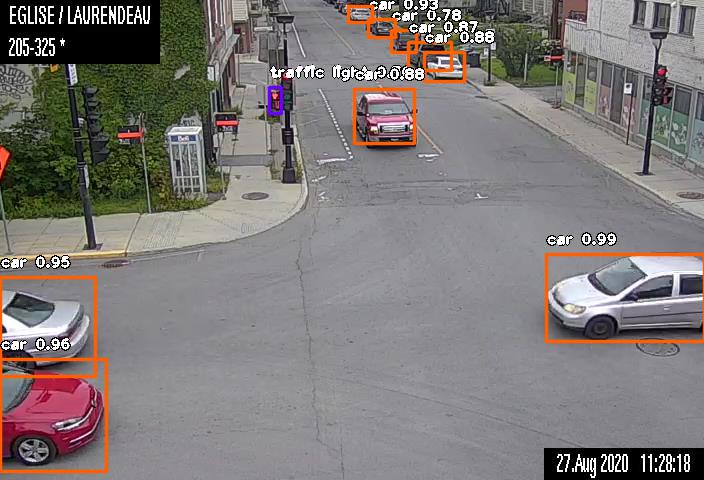 EGLISE / LAURENDEAU
205-325 *
car 0.93
car 0.78
car 0.87
car 0.88
traffic light 0.
car 0.88
car 0.99
car 0.95
car 0.96
27.Aug 2020 11:28:18